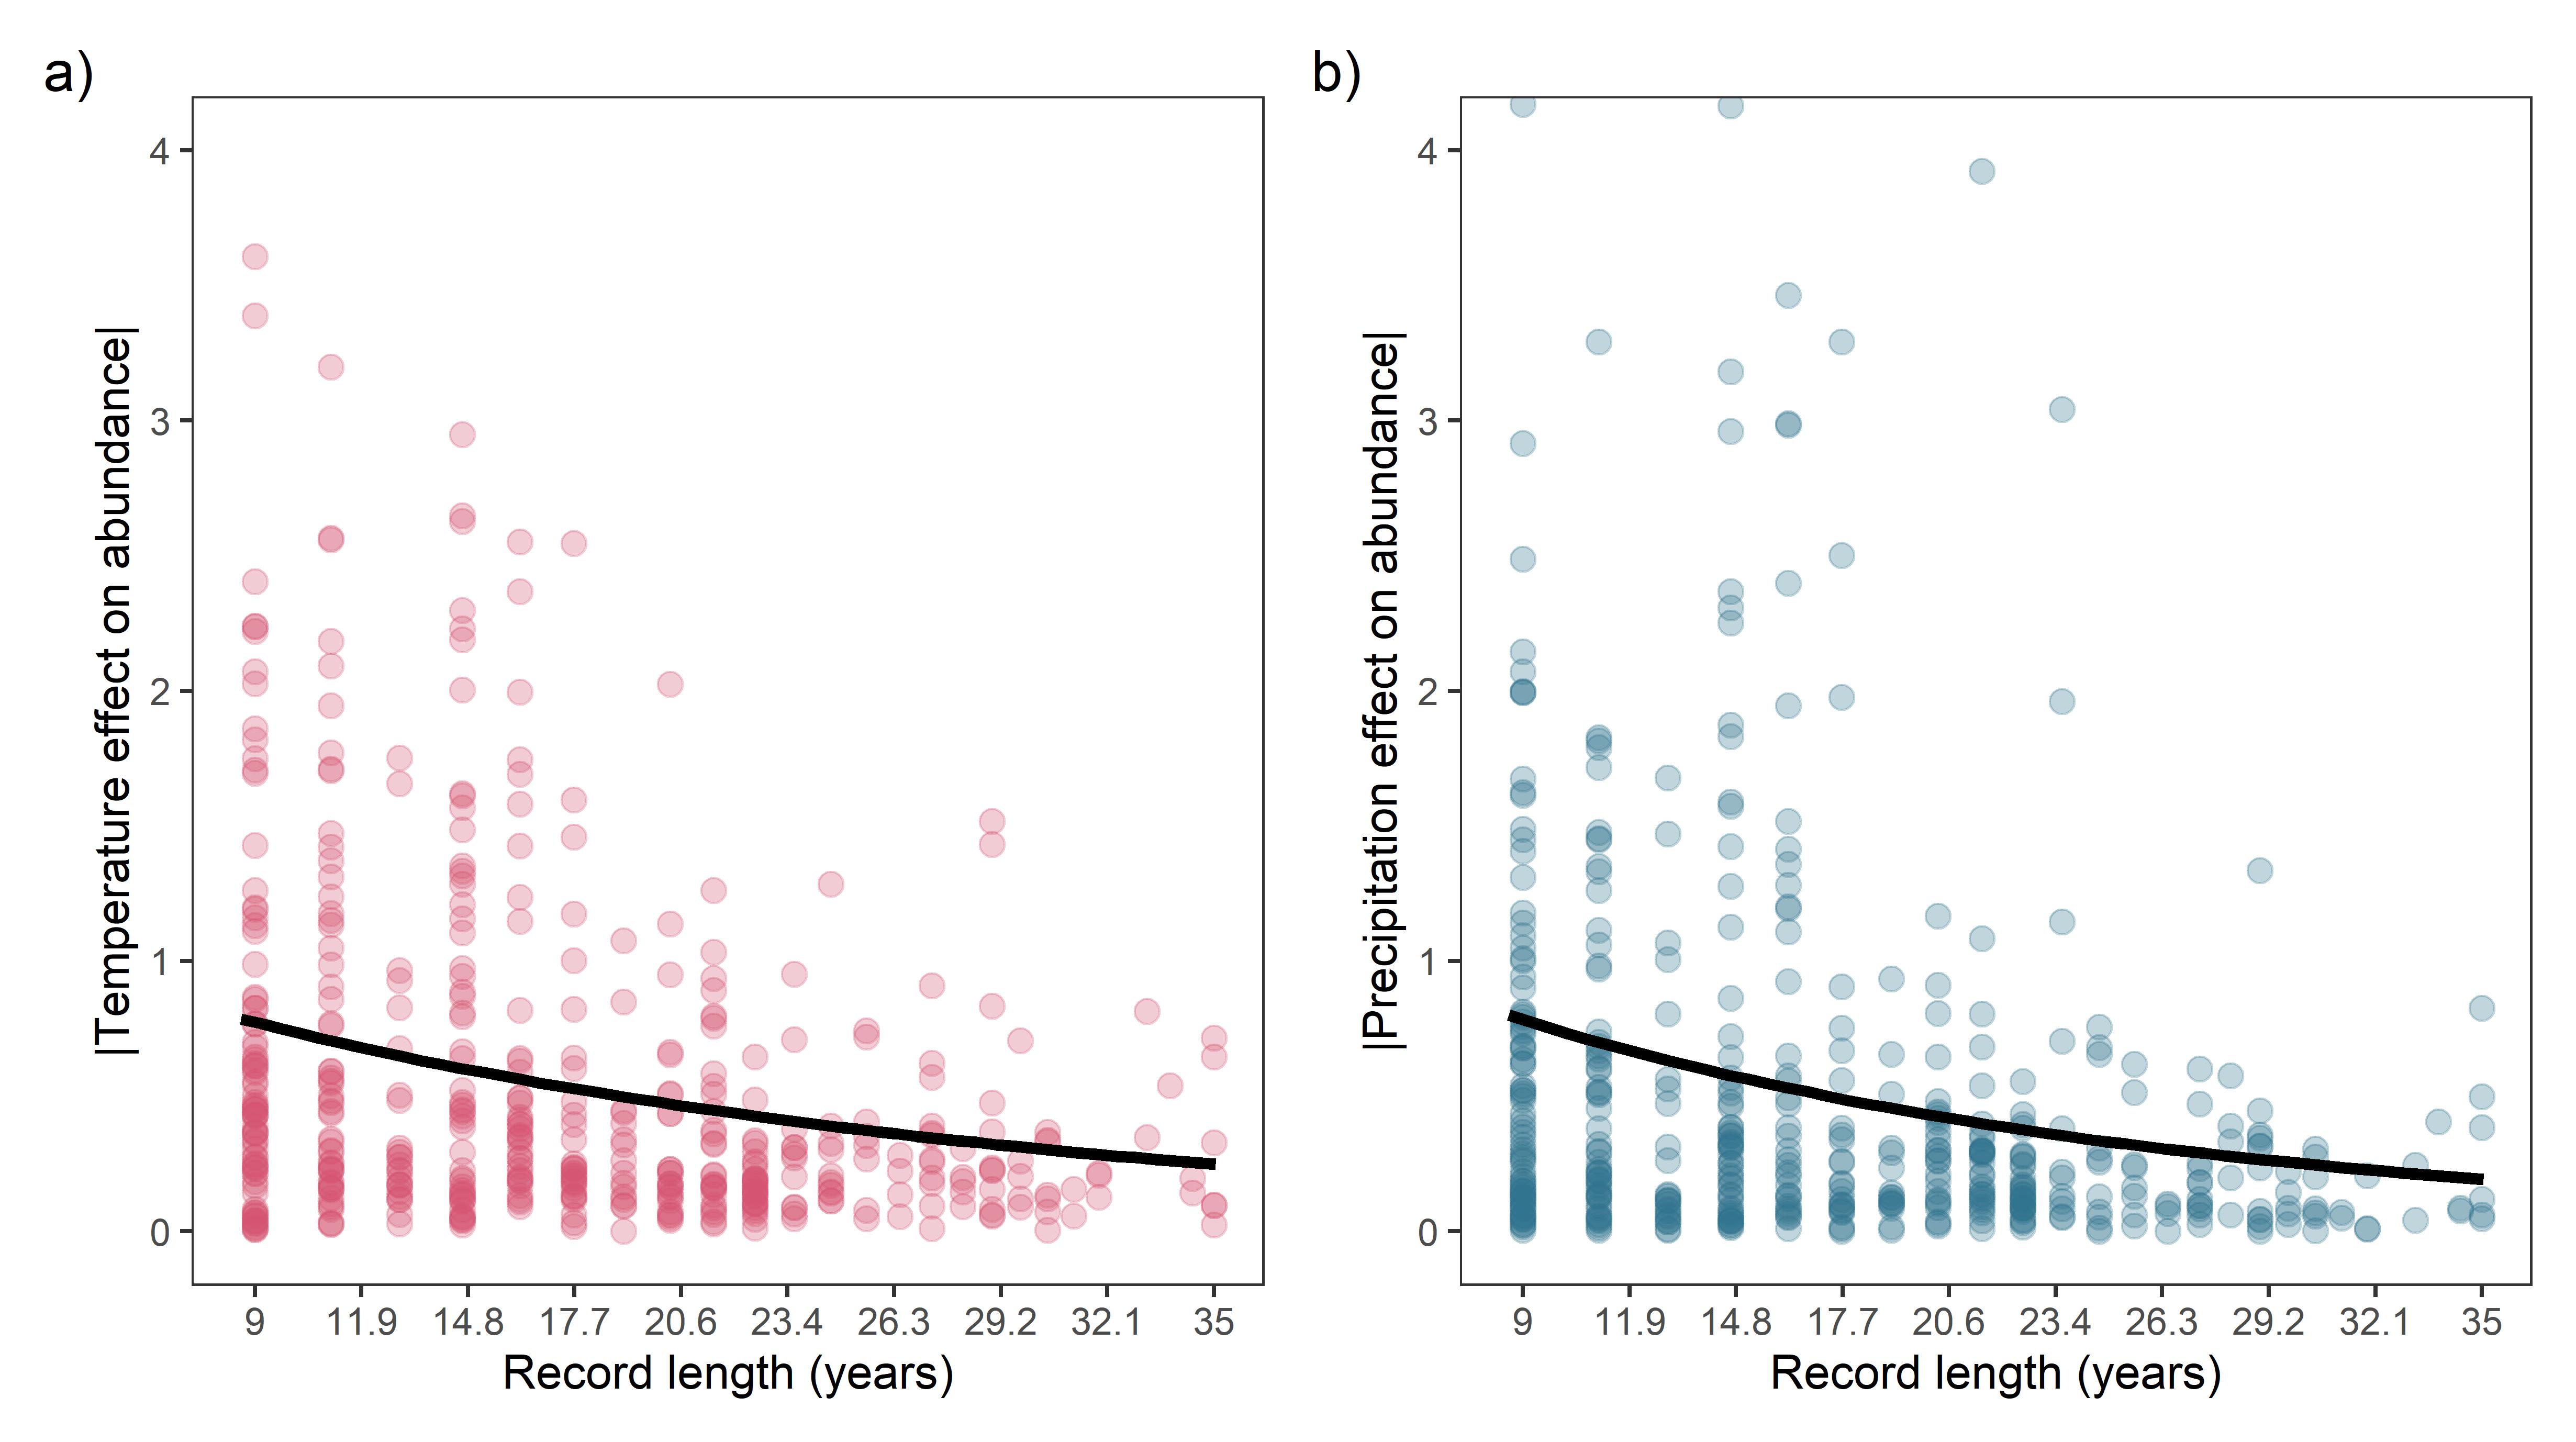 a)
|Temperature effect on abundance|
4
3
2
1
0
9 11.9 14.8 17.7 20.6 23.4 26.3 29.2 32.1 35
Record length (years)
b)
|Precipitation effect on abundance|
4
3
2
1
0
9 11.9 14.8 17.7 20.6 23.4 26.3 29.2 32.1 35
Record length (years)